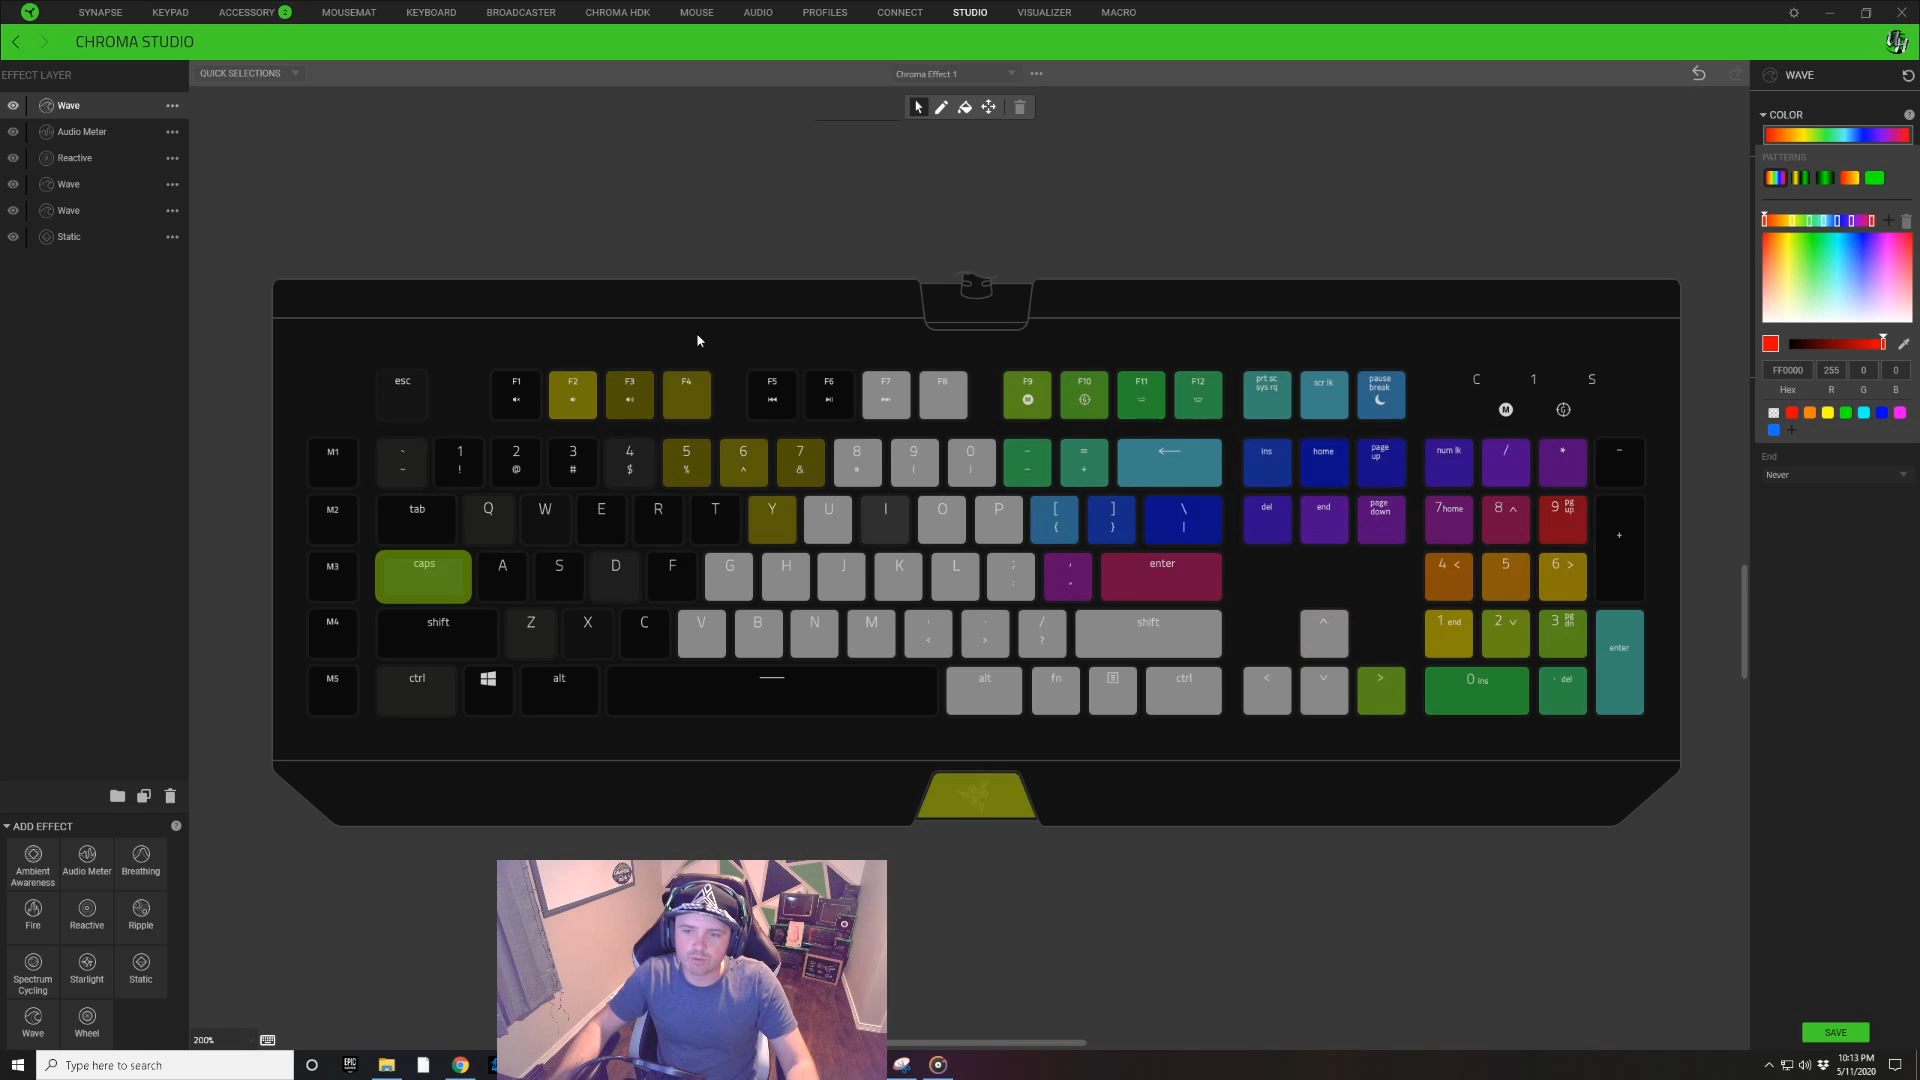 SYNAPSE KEYPAD ACCESSORY 2 MOUSEMAT KEYBOARD BROADCASTER CHROMA HDK MOUSE AUDIO PROFILES CONNECT STUDIO VISUALIZER MACRO
CHROMA STUDIO
EFFECT LAYER
QUICK SELECTIONS
Chroma Effect 1
WAVE
Wave
Audio Meter
Reactive
Wave
Wave
Static
COLOR
PATTERNS
FF0000 255 0 0
Hex R G B
End
Never
esc F1 F2 F3 F4 F5 F6 F7 F8 F9 F10 F11 F12 prt sc scr lk pause C 1 S
sys rq break
M G
M1 ~ 1 2 3 4 5 6 7 8 9 0 - = ins home page up num lk / * -
~ ! @ # $ % ^ & * ( ) _ +
M2 tab Q W E R T Y U I O P [ ] \ del end page down 7 home 8 ^ 9 pg up +
{ } |
M3 caps A S D F G H J K L ; ' enter 4 < 5 6 >
: "
M4 shift Z X C V B N M , . / shift ^ 1 end 2 v 3 pg dn enter
< > ?
M5 ctrl alt alt fn ctrl < v > 0 ins . del
ADD EFFECT
Ambient Awareness
Audio Meter
Breathing
Fire
Reactive
Ripple
Spectrum Cycling
Starlight
Static
Wave
Wheel
200%
SAVE
Type here to search
EPIC GAMES
10:13 PM
5/11/2020